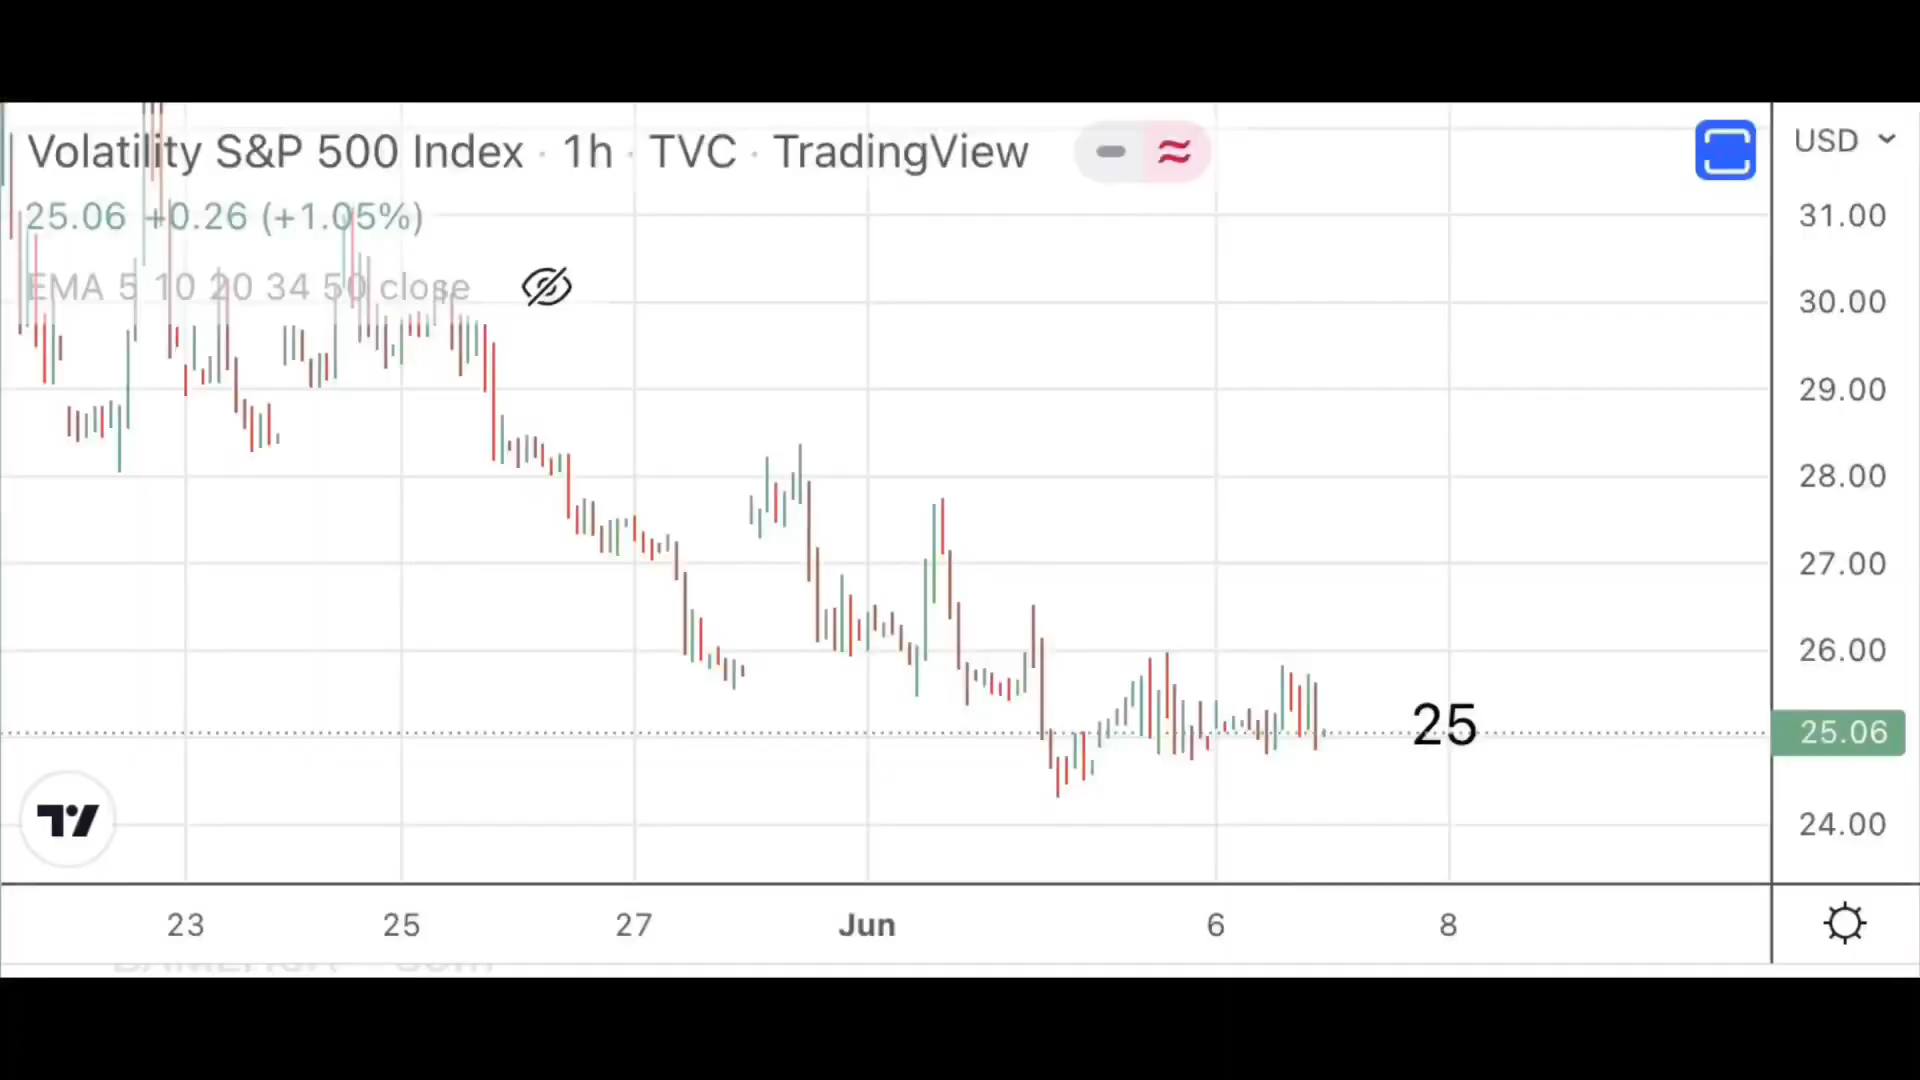 Volatility S&P 500 Index · 1h · TVC · TradingView
USD
25.06 +0.26 (+1.05%)
EMA 5 10 20 34 50 close
31.00
30.00
29.00
28.00
27.00
26.00
25
25.06
24.00
23 25 27 Jun 6 8